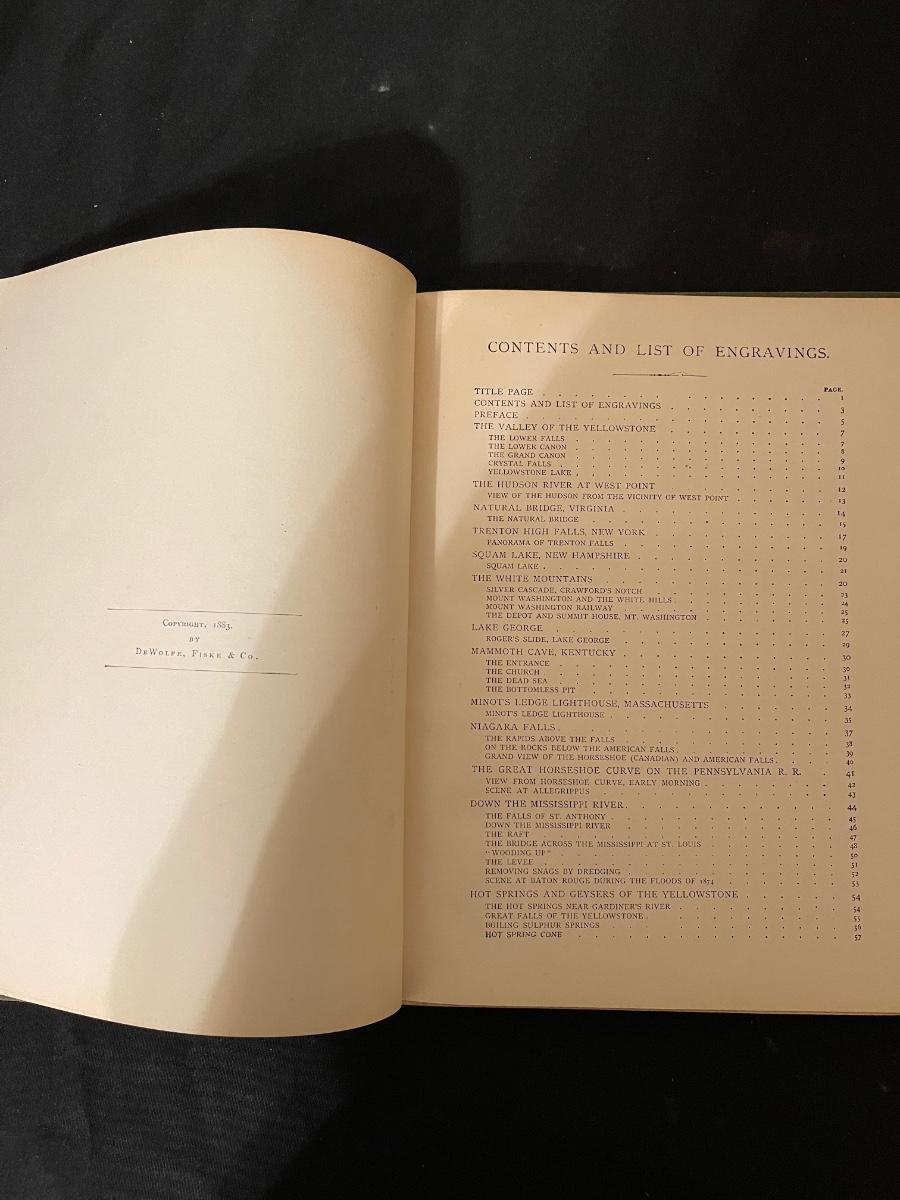 COPYRIGHT, 1883.
BY
DEWOLFE, FISKE & CO.
CONTENTS AND LIST OF ENGRAVINGS.
PAGE.
TITLE PAGE 1
CONTENTS AND LIST OF ENGRAVINGS 3
PREFACE 5
THE VALLEY OF THE YELLOWSTONE 7
THE LOWER FALLS 7
THE LOWER CANON 8
THE GRAND CANON 9
CRYSTAL FALLS 10
YELLOWSTONE LAKE 11
THE HUDSON RIVER AT WEST POINT 12
VIEW OF THE HUDSON FROM THE VICINITY OF WEST POINT 13
NATURAL BRIDGE, VIRGINIA 14
THE NATURAL BRIDGE 15
TRENTON HIGH FALLS, NEW YORK 17
PANORAMA OF TRENTON FALLS 19
SQUAM LAKE, NEW HAMPSHIRE 20
SQUAM LAKE 21
THE WHITE MOUNTAINS 20
SILVER CASCADE, CRAWFORD'S NOTCH 23
MOUNT WASHINGTON AND THE WHITE HILLS 24
MOUNT WASHINGTON RAILWAY 25
THE DEPOT AND SUMMIT HOUSE, MT. WASHINGTON 25
LAKE GEORGE 27
ROGER'S SLIDE, LAKE GEORGE 29
MAMMOTH CAVE, KENTUCKY 30
THE ENTRANCE 30
THE CHURCH 31
THE DEAD SEA 32
THE BOTTOMLESS PIT 33
MINOT'S LEDGE LIGHTHOUSE, MASSACHUSETTS 34
MINOT'S LEDGE LIGHTHOUSE 35
NIAGARA FALLS 37
THE RAPIDS ABOVE THE FALLS 38
ON THE ROCKS BELOW THE AMERICAN FALLS 39
GRAND VIEW OF THE HORSESHOE (CANADIAN) AND AMERICAN FALLS 40
THE GREAT HORSESHOE CURVE ON THE PENNSYLVANIA R. R. 41
VIEW FROM HORSESHOE CURVE, EARLY MORNING 42
SCENE AT ALLEGRIPPUS 43
DOWN THE MISSISSIPPI RIVER 44
THE FALLS OF ST. ANTHONY 45
DOWN THE MISSISSIPPI RIVER 46
THE RAFT 47
THE BRIDGE ACROSS THE MISSISSIPPI AT ST. LOUIS 48
"WOODING UP" 50
THE LEVEE 51
REMOVING SNAGS BY DREDGING 52
SCENE AT BATON ROUGE DURING THE FLOODS OF 1874 53
HOT SPRINGS AND GEYSERS OF THE YELLOWSTONE 54
THE HOT SPRINGS NEAR GARDINER'S RIVER 54
GREAT FALLS OF THE YELLOWSTONE 55
BOILING SULPHUR SPRINGS 56
HOT SPRING CONE 57